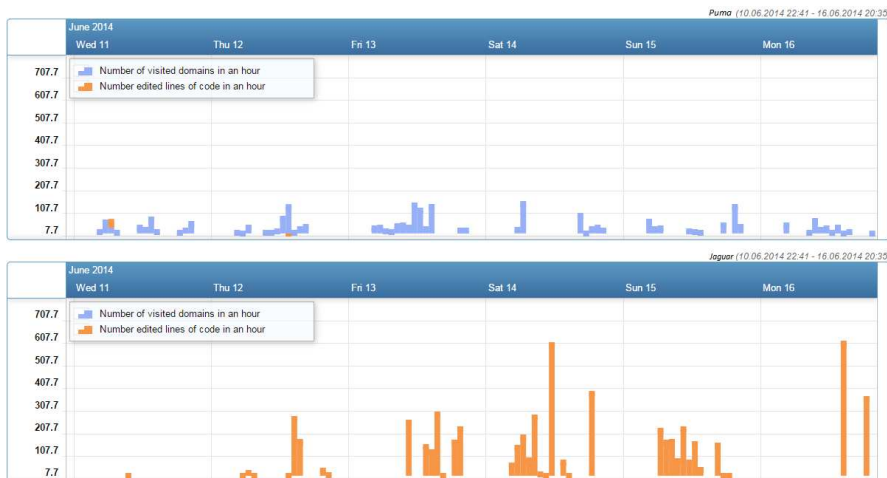 Puma (10.06.2014 22:41 - 16.06.2014 20:35
June 2014
Wed 11 Thu 12 Fri 13 Sat 14 Sun 15 Mon 16
Number of visited domains in an hour
Number edited lines of code in an hour
707.7
607.7
507.7
407.7
307.7
207.7
107.7
7.7
Jaguar (10.06.2014 22:41 - 16.06.2014 20:35
June 2014
Wed 11 Thu 12 Fri 13 Sat 14 Sun 15 Mon 16
Number of visited domains in an hour
Number edited lines of code in an hour
707.7
607.7
507.7
407.7
307.7
207.7
107.7
7.7